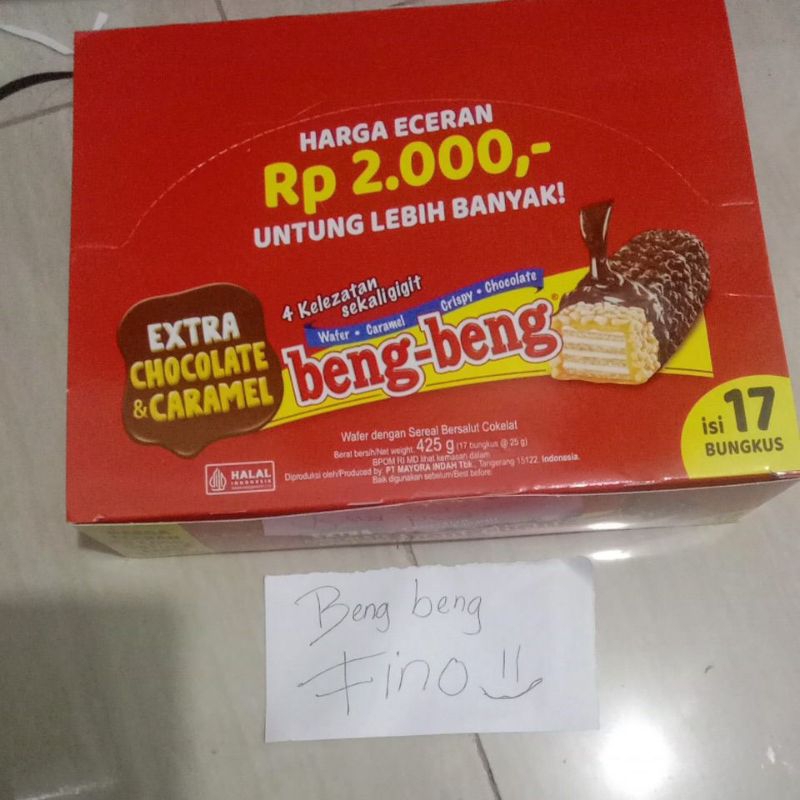 HARGA ECERAN
Rp 2.000,-
UNTUNG LEBIH BANYAK!
4 Kelezatan
sekali gigit
Wafer • Caramel Crispy • Chocolate
beng-beng®
EXTRA
CHOCOLATE
& CARAMEL
isi 17
BUNGKUS
Wafer dengan Sereal Bersalut Cokelat
Berat bersih/Net weight: 425 g (17 bungkus @ 25 g)
BPOM RI MD lihat kemasan dalam
Diproduksi oleh/Produced by: PT MAYORA INDAH Tbk., Tangerang 15122, Indonesia.
Baik digunakan sebelum/Best before:
HALAL
INDONESIA
Beng beng
Fino